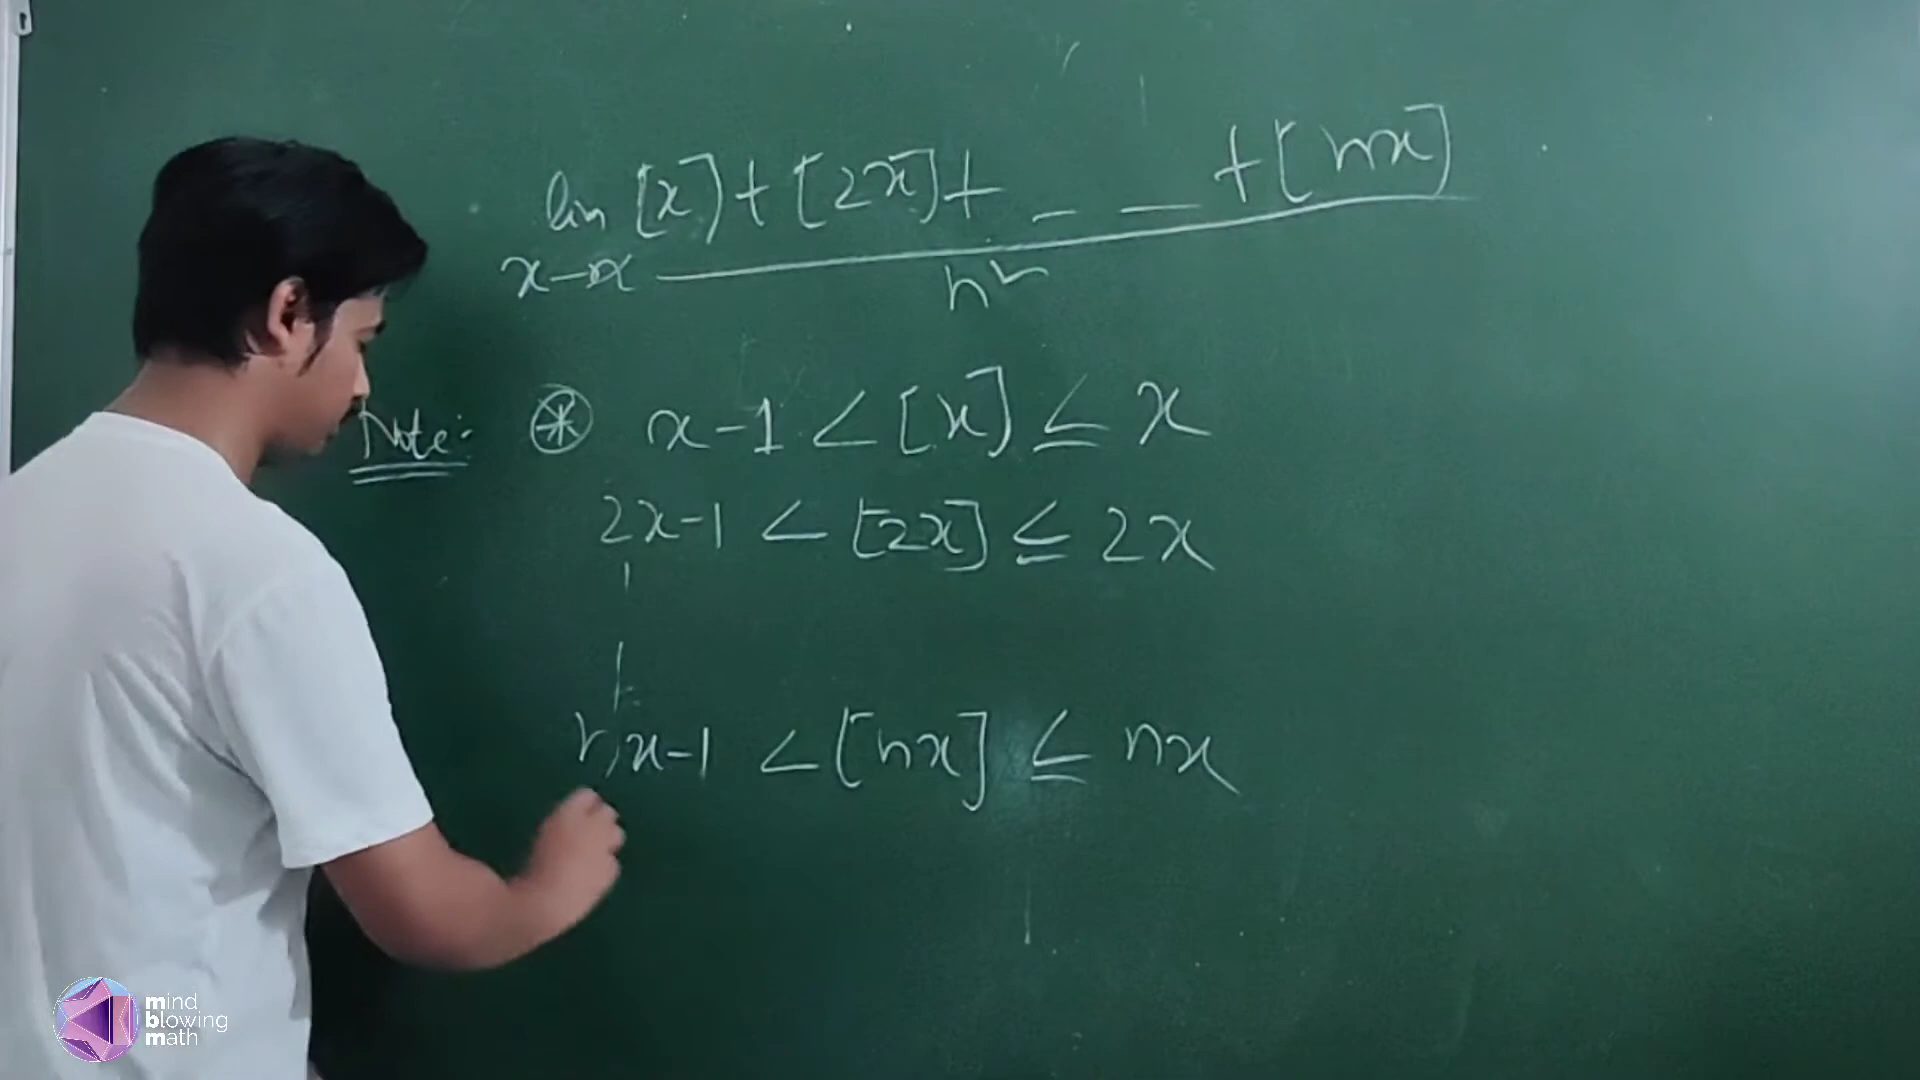 lim [x] + [2x] + _ _ + [nx]
x→∝ n²
Note: ⊛ x-1 < [x] ≤ x
2x-1 < [2x] ≤ 2x
nx-1 < [nx] ≤ nx
mind
blowing
math